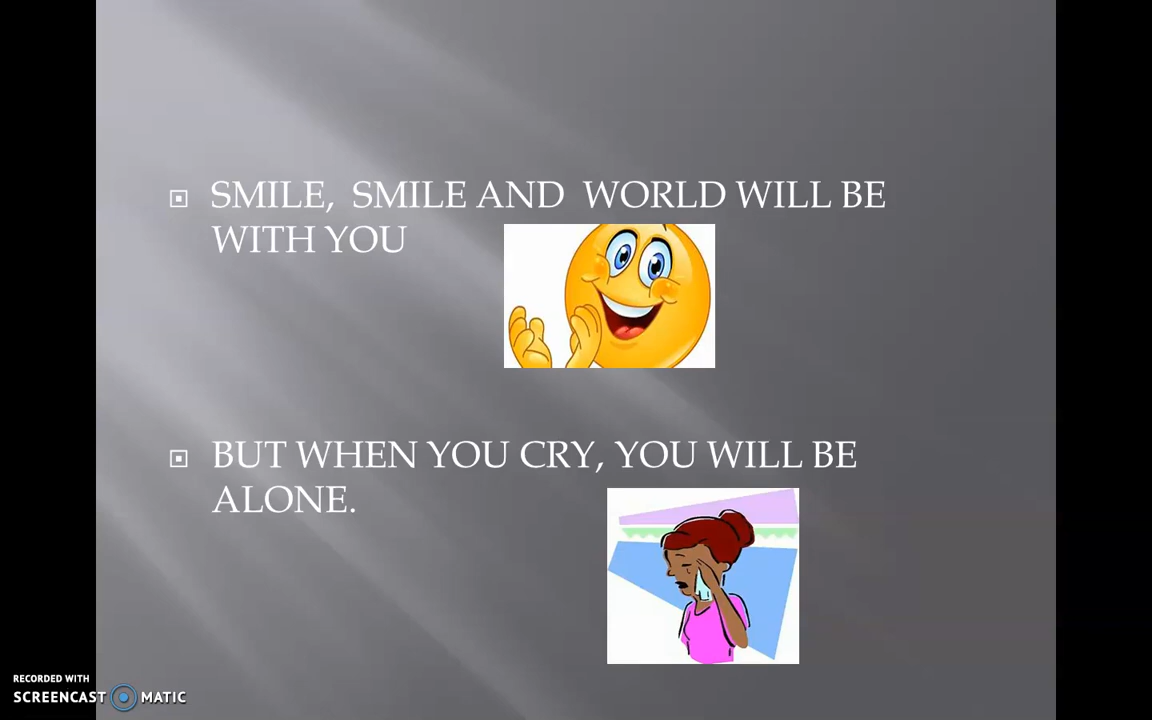 SMILE, SMILE AND WORLD WILL BE
WITH YOU
BUT WHEN YOU CRY, YOU WILL BE
ALONE.
RECORDED WITH
SCREENCAST MATIC